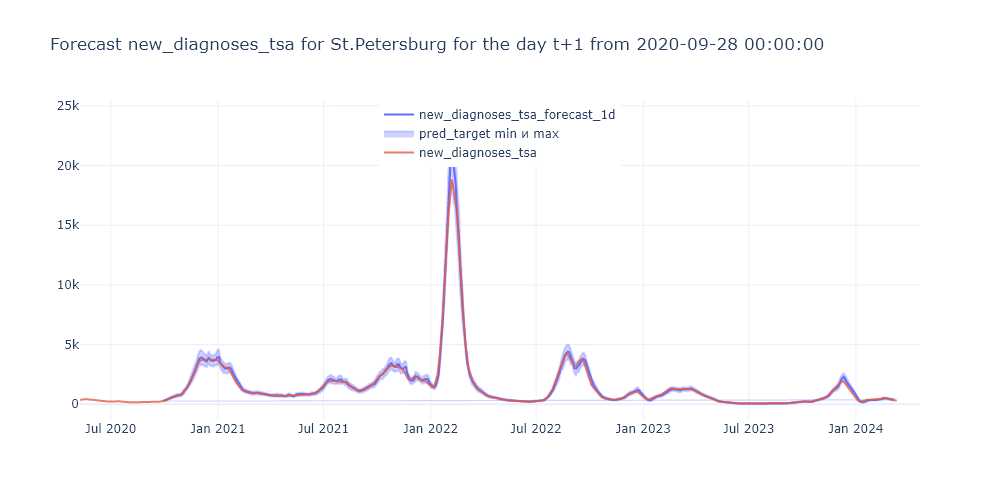 Forecast new_diagnoses_tsa for St.Petersburg for the day t+1 from 2020-09-28 00:00:00
25k
new_diagnoses_tsa_forecast_1d
pred_target min и max
new_diagnoses_tsa
20k
15k
10k
5k
0
Jul 2020 Jan 2021 Jul 2021 Jan 2022 Jul 2022 Jan 2023 Jul 2023 Jan 2024